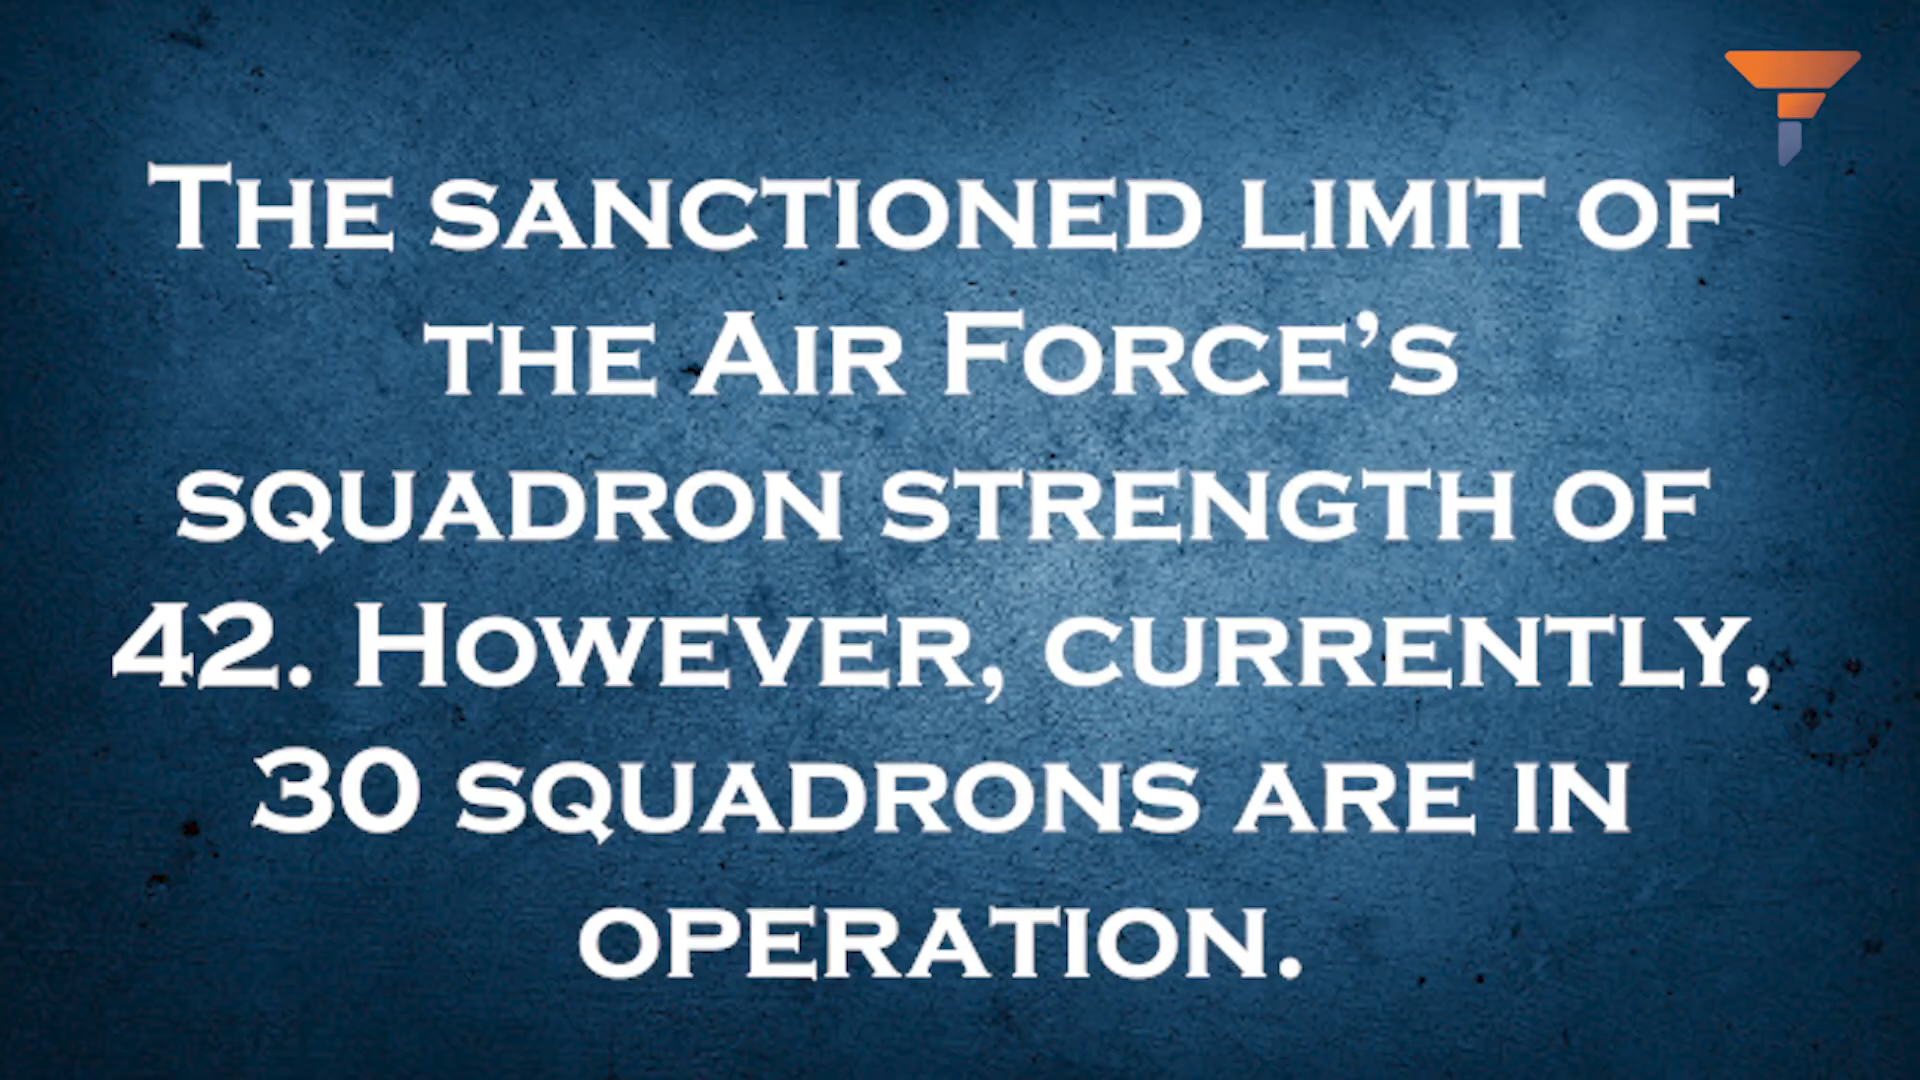 The sanctioned limit of
the Air Force’s
squadron strength of
42. However, currently,
30 squadrons are in
operation.